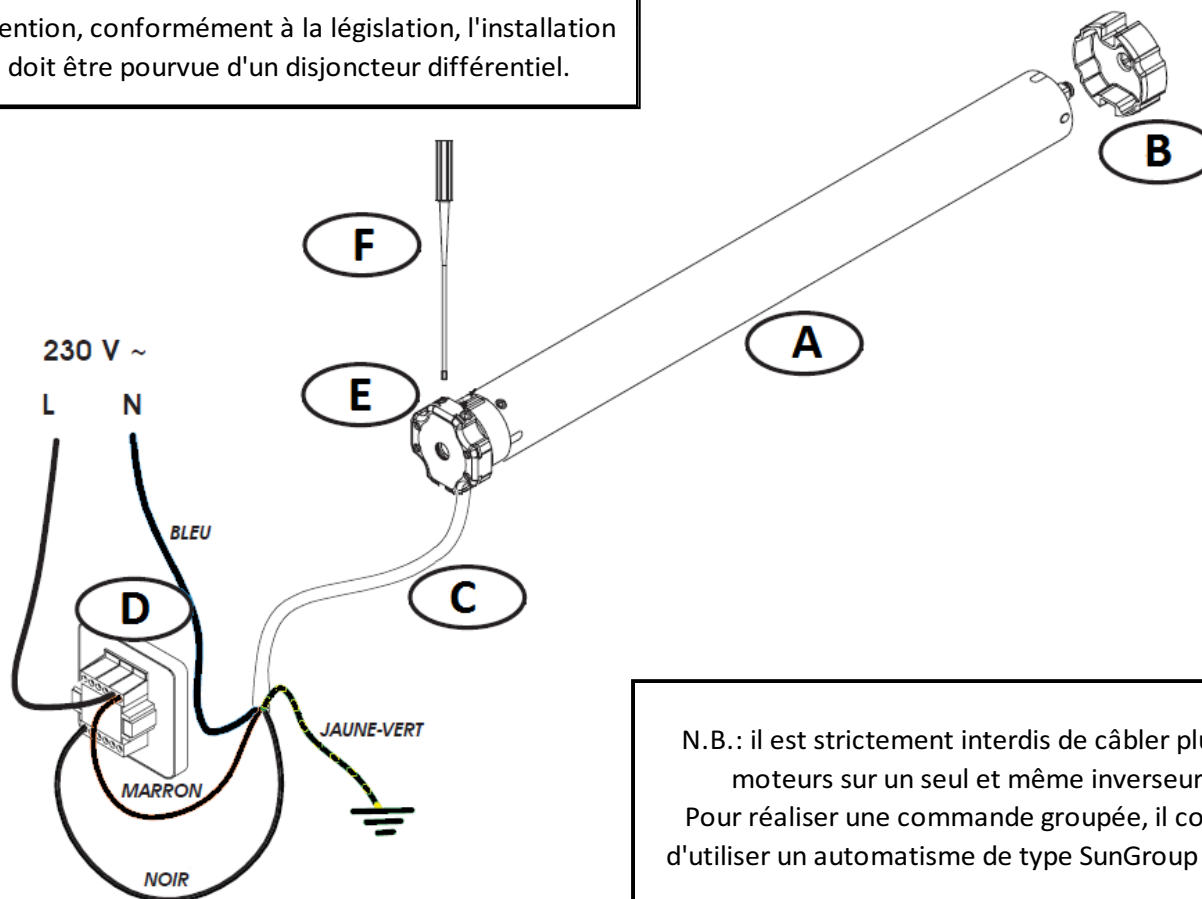 ention, conformément à la législation, l'installation
doit être pourvue d'un disjoncteur différentiel.
B
F
A
230 V ~
E
L N
BLEU
C
D
JAUNE-VERT
MARRON
NOIR
N.B.: il est strictement interdis de câbler plu
moteurs sur un seul et même inverseur
Pour réaliser une commande groupée, il co
d'utiliser un automatisme de type SunGroup